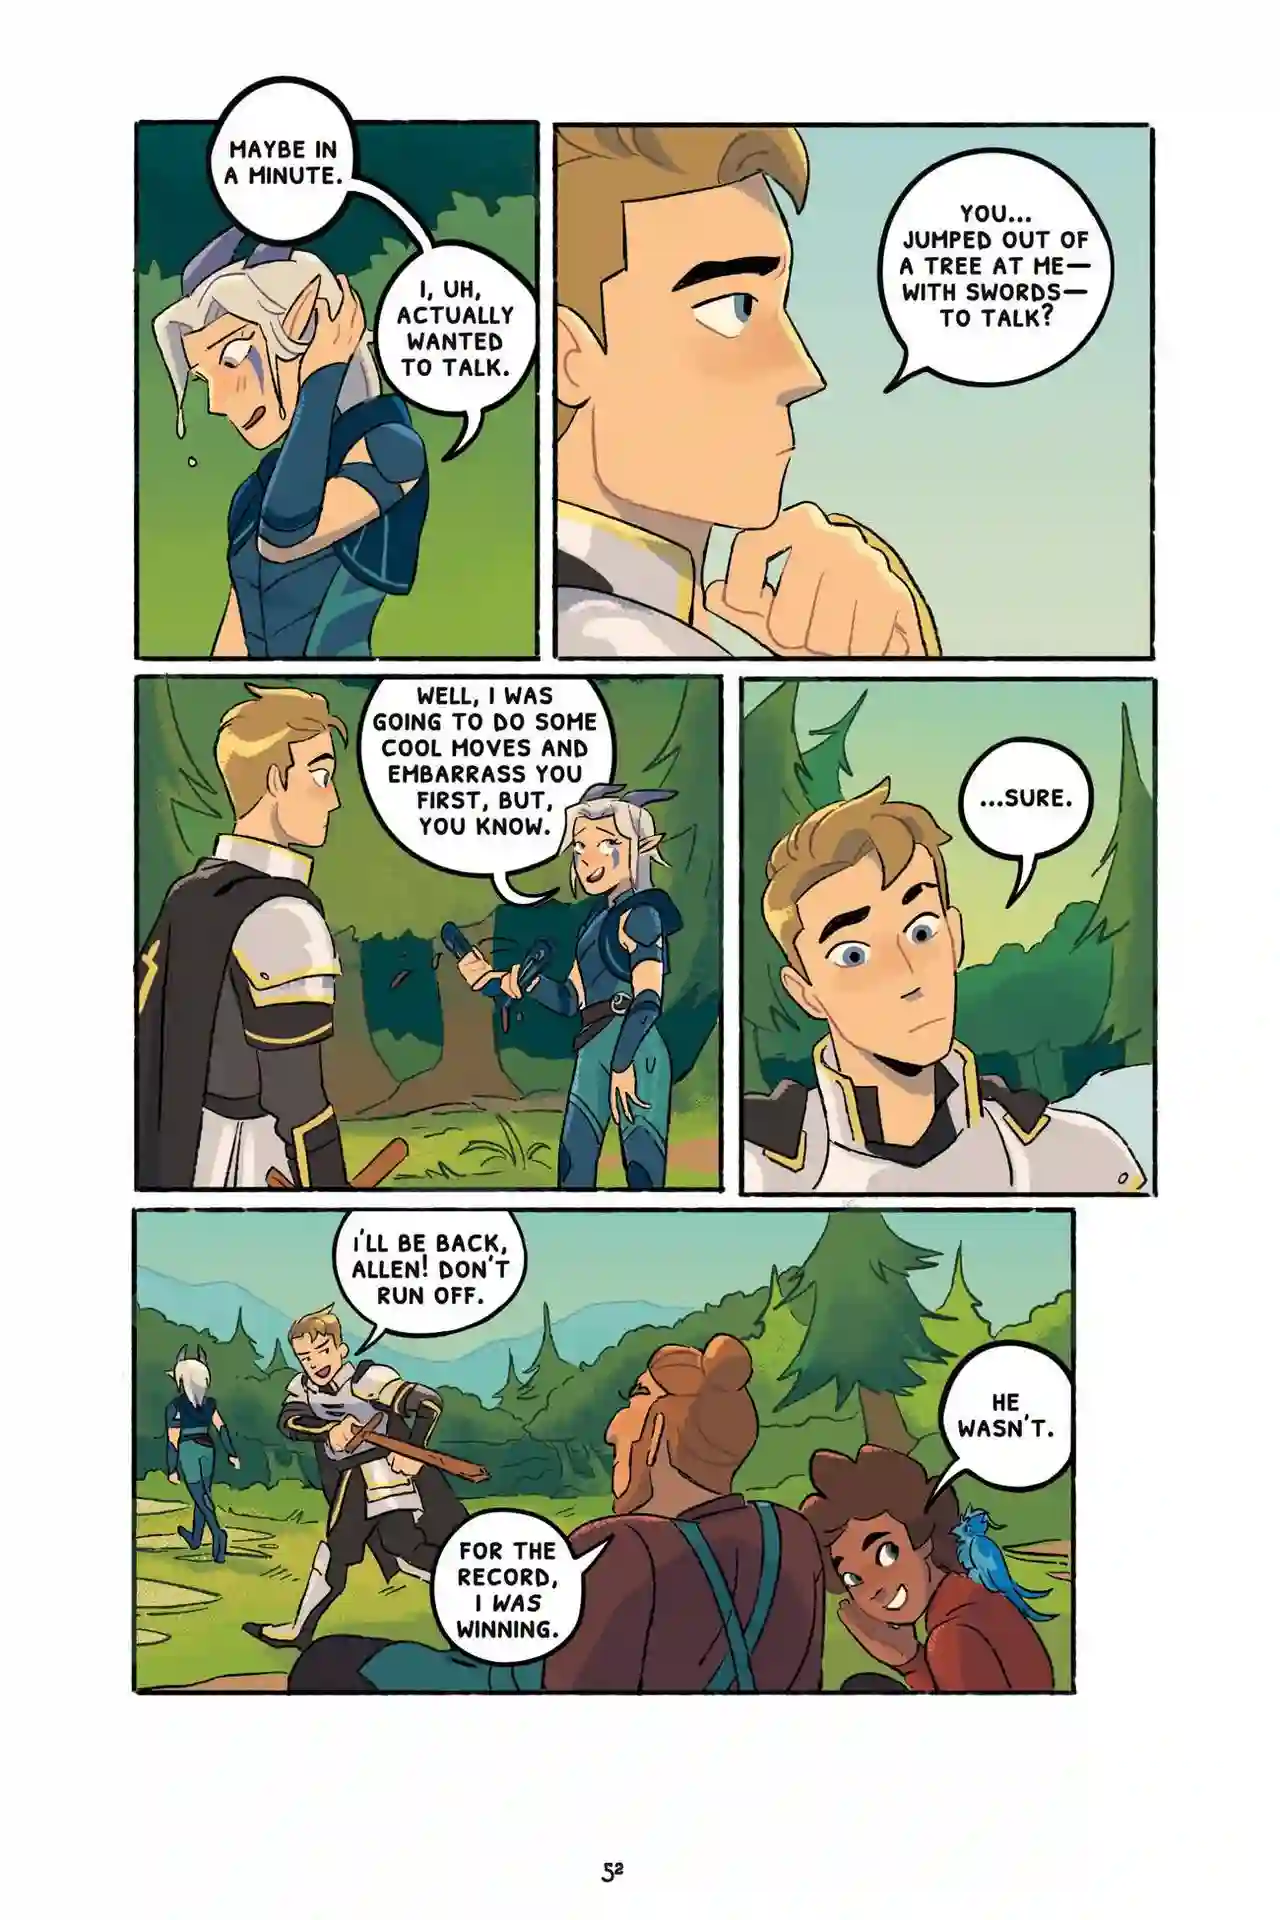 MAYBE IN
A MINUTE.
I, UH,
ACTUALLY
WANTED
TO TALK.
YOU...
JUMPED OUT OF
A TREE AT ME—
WITH SWORDS—
TO TALK?
WELL, I WAS
GOING TO DO SOME
COOL MOVES AND
EMBARRASS YOU
FIRST, BUT,
YOU KNOW.
...SURE.
I'LL BE BACK,
ALLEN! DON'T
RUN OFF.
FOR THE
RECORD,
I WAS
WINNING.
HE
WASN'T.
52